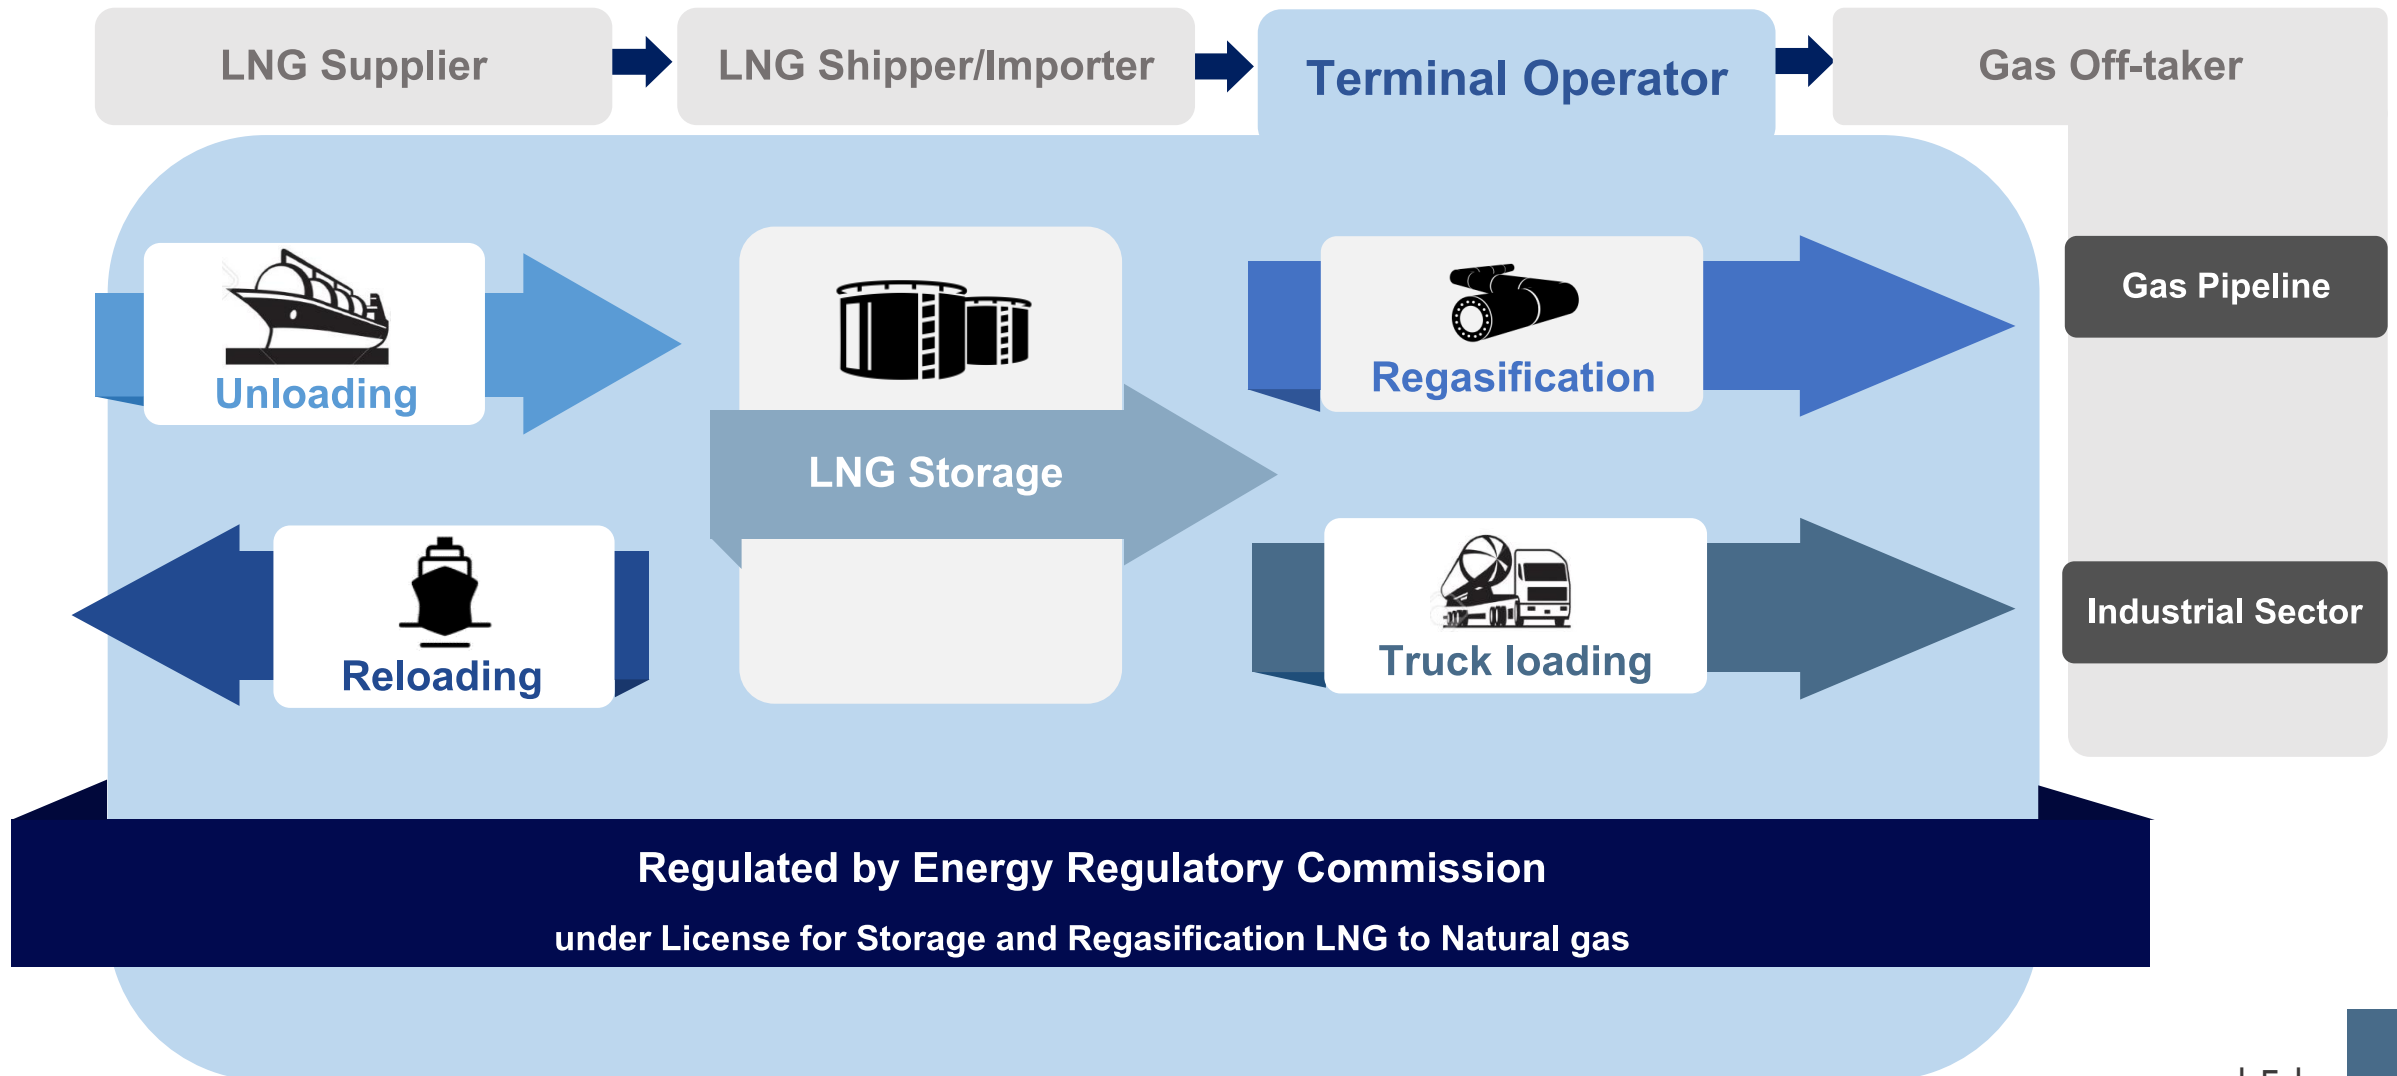 LNG Supplier
LNG Shipper/Importer
Terminal Operator
Gas Off-taker
Unloading
LNG Storage
Regasification
Gas Pipeline
Reloading
Truck loading
Industrial Sector
Regulated by Energy Regulatory Commission
under License for Storage and Regasification LNG to Natural gas